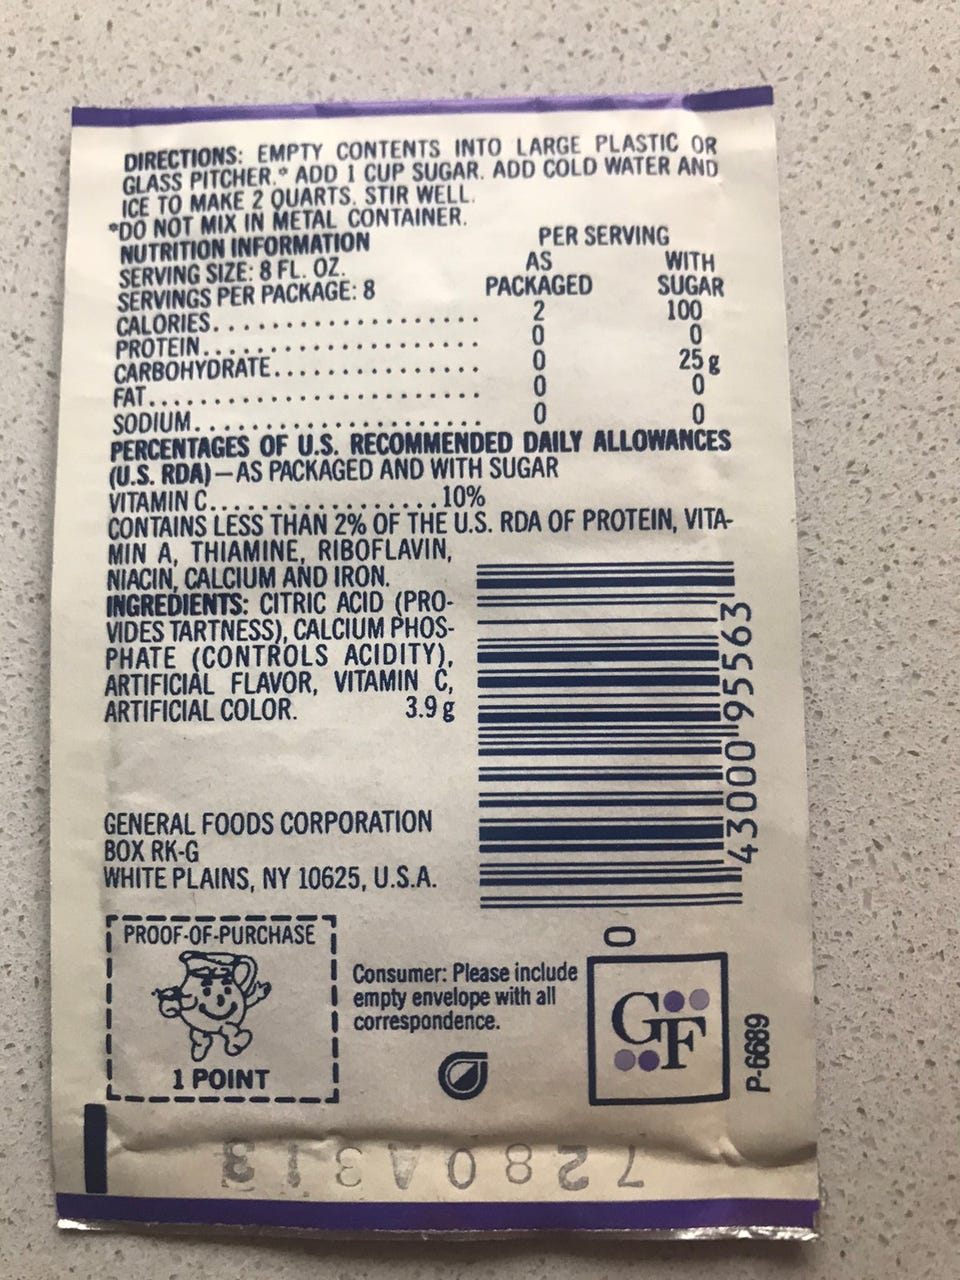 DIRECTIONS: EMPTY CONTENTS INTO LARGE PLASTIC OR
GLASS PITCHER.* ADD 1 CUP SUGAR. ADD COLD WATER AND
ICE TO MAKE 2 QUARTS. STIR WELL.
*DO NOT MIX IN METAL CONTAINER.
NUTRITION INFORMATION PER SERVING
SERVING SIZE: 8 FL. OZ. AS WITH
SERVINGS PER PACKAGE: 8 PACKAGED SUGAR
CALORIES.................... 2 100
PROTEIN.................... 0 0
CARBOHYDRATE.............. 0 25 g
FAT........................ 0 0
SODIUM.................... 0 0
PERCENTAGES OF U.S. RECOMMENDED DAILY ALLOWANCES
(U.S. RDA)—AS PACKAGED AND WITH SUGAR
VITAMIN C.................10%
CONTAINS LESS THAN 2% OF THE U.S. RDA OF PROTEIN, VITA-
MIN A, THIAMINE, RIBOFLAVIN,
NIACIN, CALCIUM AND IRON.
INGREDIENTS: CITRIC ACID (PRO-
VIDES TARTNESS), CALCIUM PHOS-
PHATE (CONTROLS ACIDITY),
ARTIFICIAL FLAVOR, VITAMIN C,
ARTIFICIAL COLOR. 3.9 g
0 43000 95563
GENERAL FOODS CORPORATION
BOX RK-G
WHITE PLAINS, NY 10625, U.S.A.
PROOF-OF-PURCHASE
1 POINT
Consumer: Please include
empty envelope with all
correspondence.
GF
P-6689
7280A313